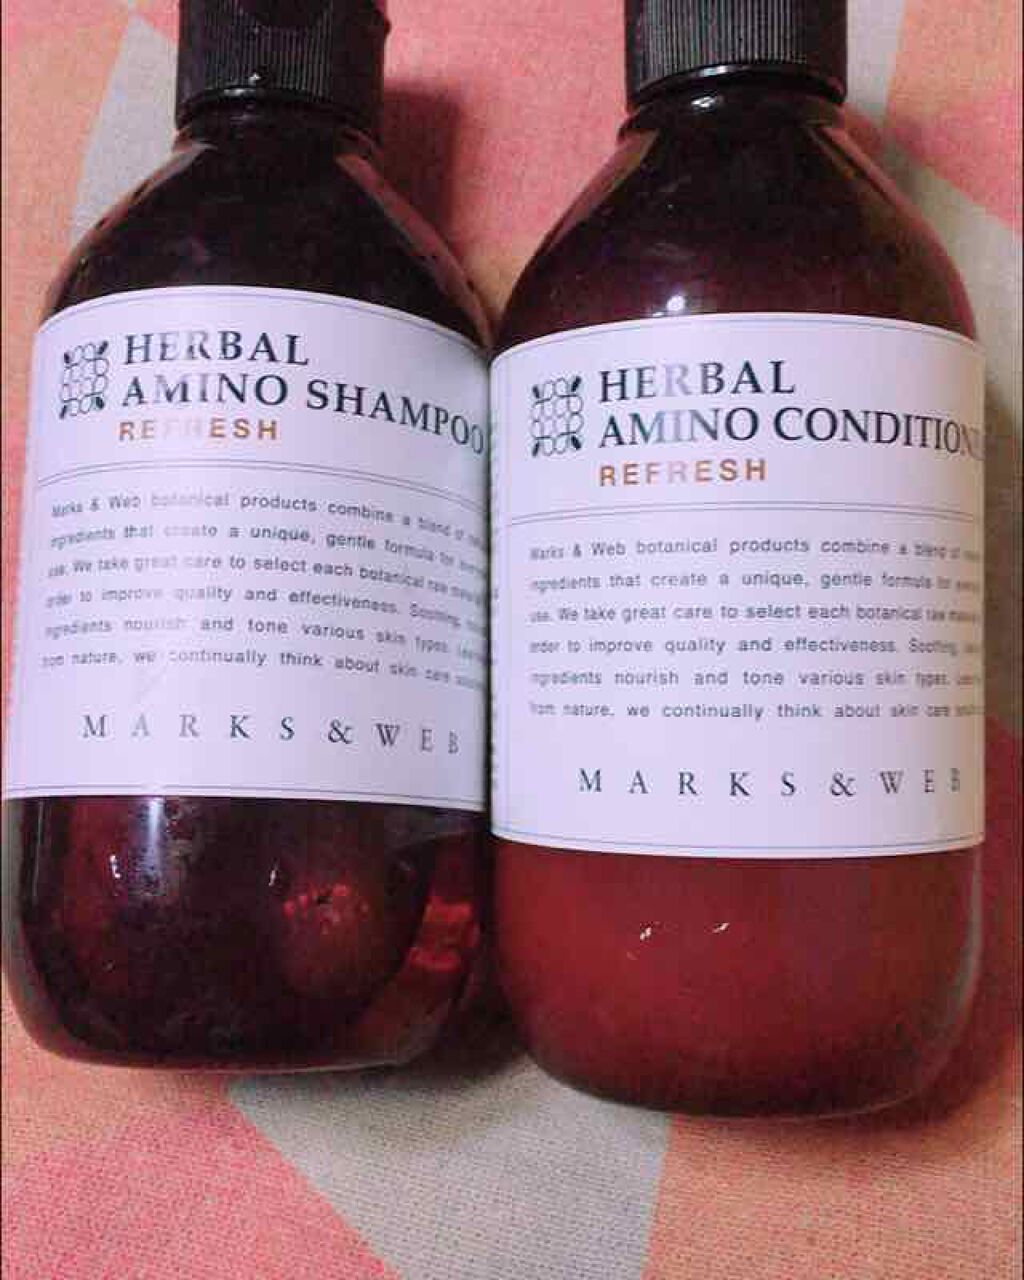 HERBAL
AMINO SHAMPOO
REFRESH
Marks & Web botanical products combine a blend of
ingredients that create a unique, gentle formula for
use. We take great care to select each botanical raw
order to improve quality and effectiveness. Soothing,
ingredients nourish and tone various skin types.
from nature, we continually think about skin care
MARKS & WEB
HERBAL
AMINO CONDITION
REFRESH
Marks & Web botanical products combine a blend of
ingredients that create a unique, gentle formula for
use. We take great care to select each botanical raw
order to improve quality and effectiveness. Soothing,
ingredients nourish and tone various skin types.
from nature, we continually think about skin care
MARKS & WEB